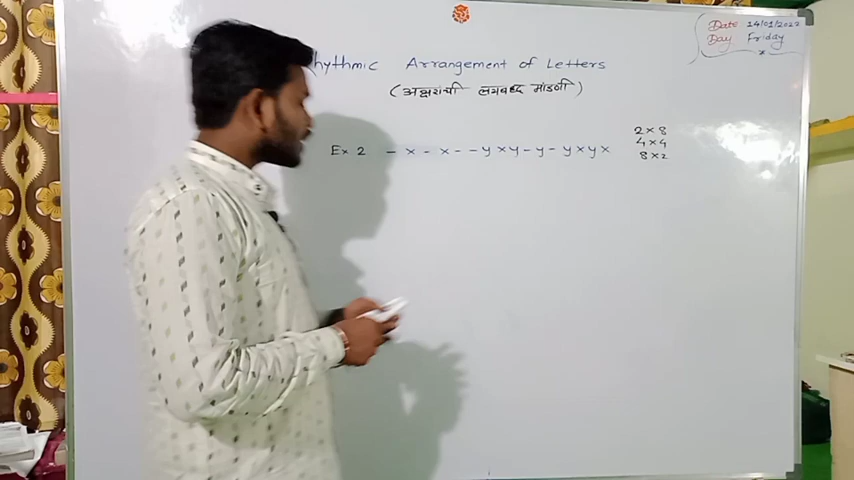 Date 14/01/2022
Day Friday
Rhythmic Arrangement of Letters
(अक्षरांची लयबध्द मांडणी)
Ex 2 - x - x - - y x y - y - y x y x
2 x 8
4 x 4
8 x 2